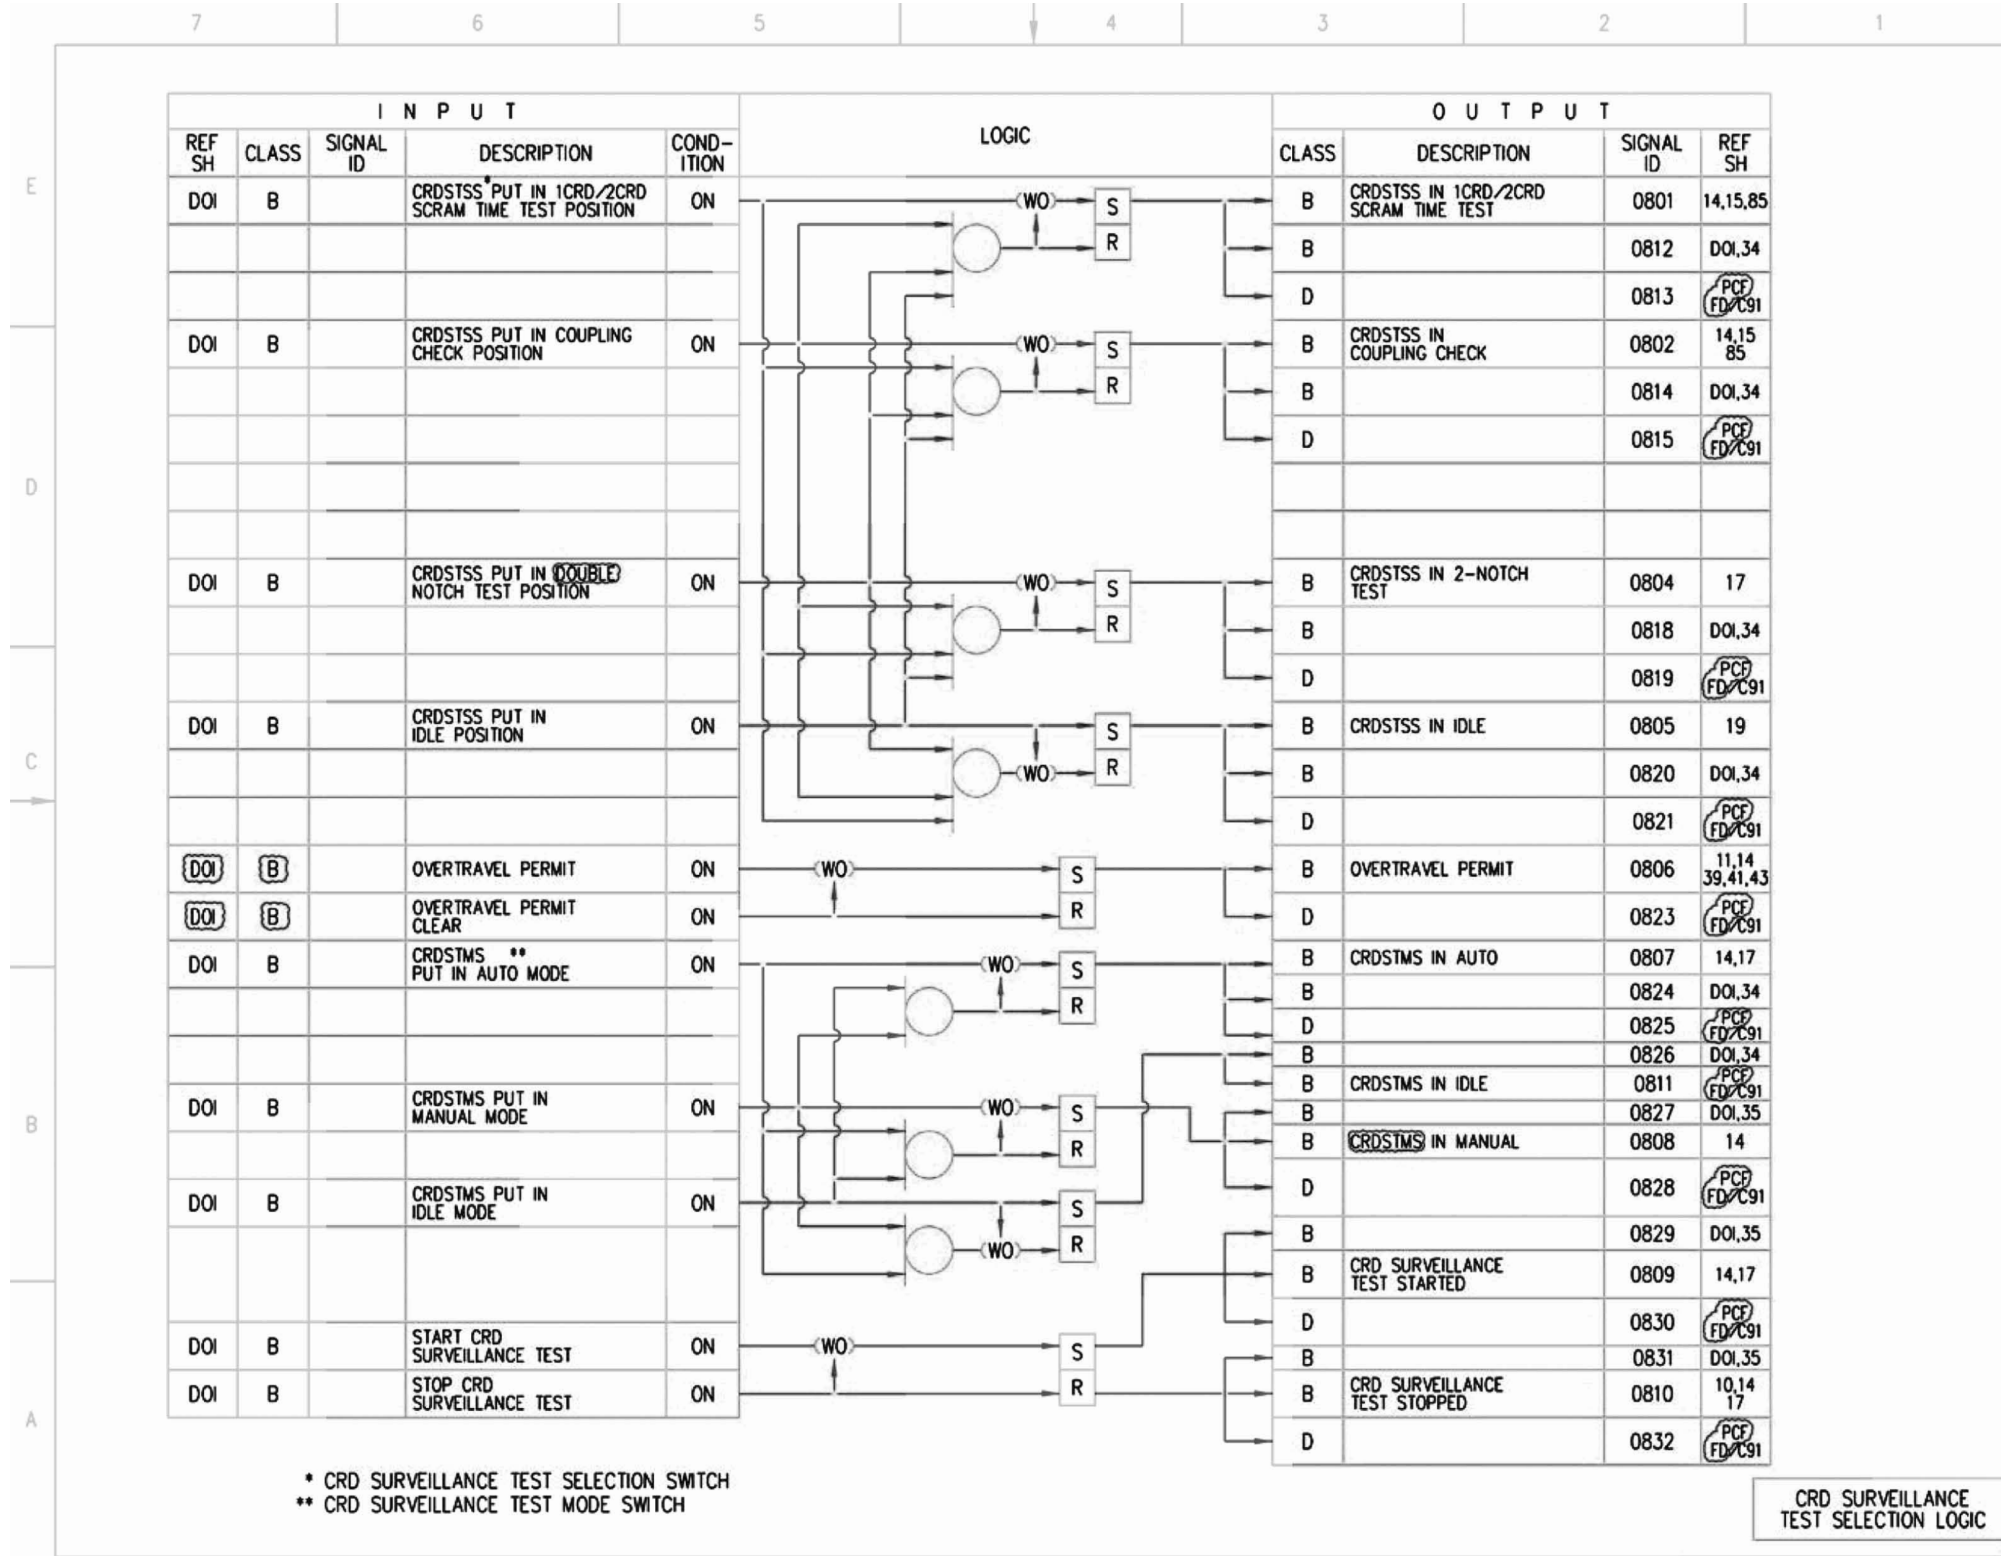 7 6 5 4 3 2 1
I N P U T
LOGIC
O U T P U T
REF SH CLASS SIGNAL ID DESCRIPTION COND-ITION CLASS DESCRIPTION SIGNAL ID REF SH
E
DOI B CRDSTSS* PUT IN 1CRD/2CRD SCRAM TIME TEST POSITION ON (WO) S B CRDSTSS IN 1CRD/2CRD SCRAM TIME TEST 0801 14,15,85
R B 0812 DOI,34
D 0813 PCF FD/C91
DOI B CRDSTSS PUT IN COUPLING CHECK POSITION ON (WO) S B CRDSTSS IN COUPLING CHECK 0802 14,15 85
R B 0814 DOI,34
D 0815 PCF FD/C91
D
DOI B CRDSTSS PUT IN DOUBLE NOTCH TEST POSITION ON (WO) S B CRDSTSS IN 2-NOTCH TEST 0804 17
R B 0818 DOI,34
D 0819 PCF FD/C91
DOI B CRDSTSS PUT IN IDLE POSITION ON S B CRDSTSS IN IDLE 0805 19
C
(WO) R B 0820 DOI,34
D 0821 PCF FD/C91
DOI B OVERTRAVEL PERMIT ON (WO) S B OVERTRAVEL PERMIT 0806 11,14 39,41,43
DOI B OVERTRAVEL PERMIT CLEAR ON R D 0823 PCF FD/C91
DOI B CRDSTMS ** PUT IN AUTO MODE ON (WO) S B CRDSTMS IN AUTO 0807 14,17
R B 0824 DOI,34
D 0825 PCF FD/C91
B 0826 DOI,34
B CRDSTMS IN IDLE 0811 PCF FD/C91
DOI B CRDSTMS PUT IN MANUAL MODE ON (WO) S B 0827 DOI,35
B
R B CRDSTMS IN MANUAL 0808 14
D 0828 PCF FD/C91
DOI B CRDSTMS PUT IN IDLE MODE ON S
(WO) R B 0829 DOI,35
B CRD SURVEILLANCE TEST STARTED 0809 14,17
D 0830 PCF FD/C91
DOI B START CRD SURVEILLANCE TEST ON (WO) S B 0831 DOI,35
DOI B STOP CRD SURVEILLANCE TEST ON R B CRD SURVEILLANCE TEST STOPPED 0810 10,14 17
A
D 0832 PCF FD/C91
* CRD SURVEILLANCE TEST SELECTION SWITCH
** CRD SURVEILLANCE TEST MODE SWITCH
CRD SURVEILLANCE
TEST SELECTION LOGIC